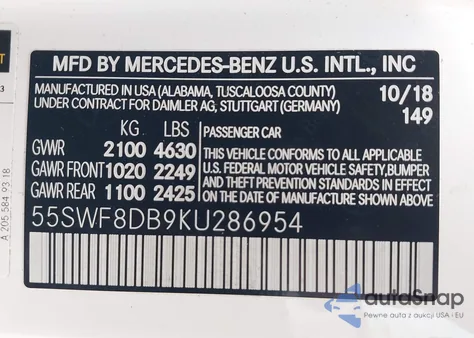 MFD BY MERCEDES-BENZ U.S. INTL., INC
MANUFACTURED IN USA (ALABAMA, TUSCALOOSA COUNTY) 10/18
UNDER CONTRACT FOR DAIMLER AG, STUTTGART (GERMANY) 149
KG LBS PASSENGER CAR
GWR 2100 4630
GAWR FRONT 1020 2249
GAWR REAR 1100 2425
THIS VEHICLE CONFORMS TO ALL APPLICABLE
U.S. FEDERAL MOTOR VEHICLE SAFETY, BUMPER
AND THEFT PREVENTION STANDARDS IN EFFECT
ON THE DATE OF MANUFACTURE SHOWN ABOVE.
55SWF8DB9KU286954
A 205 584 93 18
autoSnap
Pewne auta z aukcji USA i EU